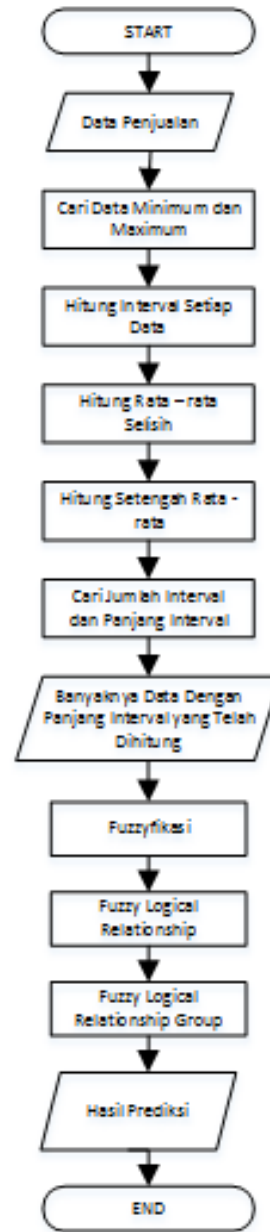 START
Data Penjualan
Cari Data Minimum dan
Maximum
Hitung Interval Setiap
Data
Hitung Rata – rata
Selisih
Hitung Setengah Rata -
rata
Cari Jumlah Interval
dan Panjang Interval
Banyaknya Data Dengan
Panjang Interval yang Telah
Dihitung
Fuzzyfikasi
Fuzzy Logical
Relationship
Fuzzy Logical
Relationship Group
Hasil Prediksi
END